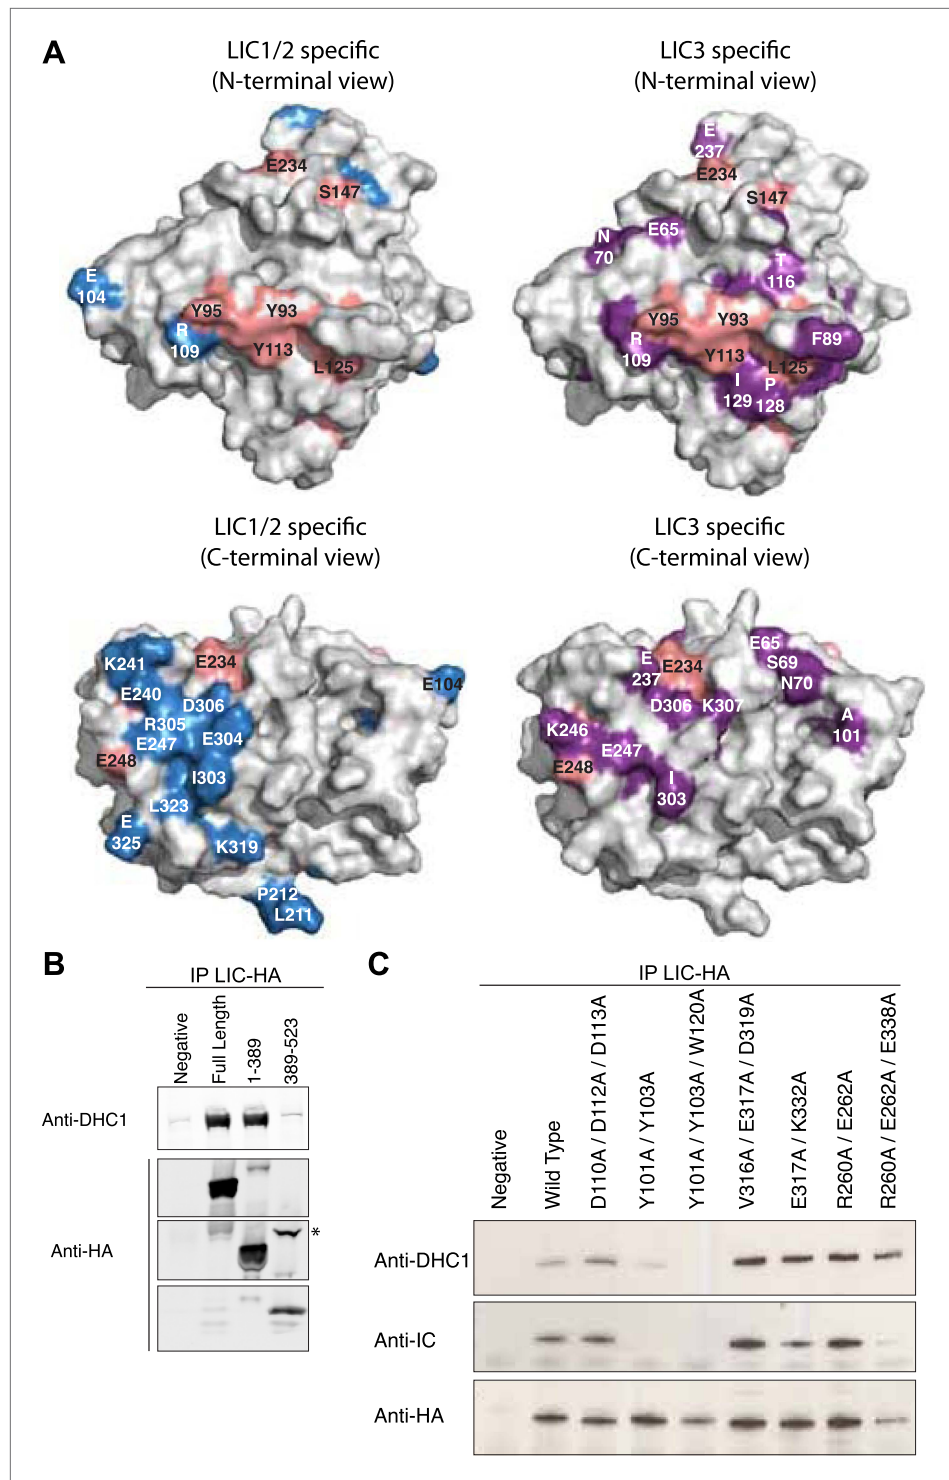 A
LIC1/2 specific
(N-terminal view)
LIC3 specific
(N-terminal view)
E234
S147
E
104
Y95
Y93
R
109
Y113
L125
E
237
E234
S147
N
70
E65
T
116
Y95
Y93
F89
R
109
Y113
L125
I
129
P
128
LIC1/2 specific
(C-terminal view)
LIC3 specific
(C-terminal view)
K241
E234
E104
E240
D306
R305
E247
E304
E248
I303
L323
E
325
K319
P212
L211
E65
E
237
E234
S69
N70
D306
K307
A
101
K246
E247
E248
I
303
B
IP LIC-HA
Negative
Full Length
1-389
389-523
Anti-DHC1
Anti-HA
*
C
IP LIC-HA
Negative
Wild Type
D110A / D112A / D113A
Y101A / Y103A
Y101A / Y103A / W120A
V316A / E317A / D319A
E317A / K332A
R260A / E262A
R260A / E262A / E338A
Anti-DHC1
Anti-IC
Anti-HA